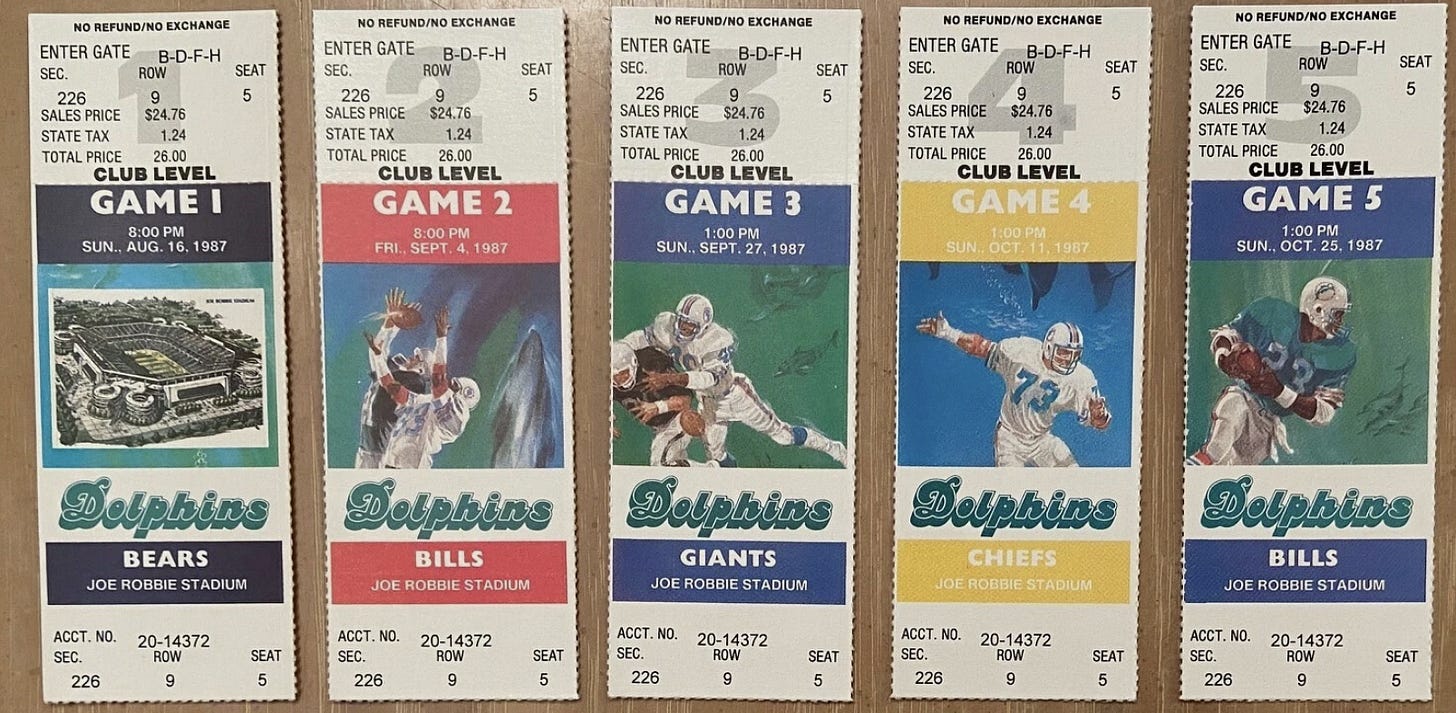 NO REFUND/NO EXCHANGE
1
ENTER GATE B-D-F-H
SEC. ROW SEAT
226 9 5
SALES PRICE $24.76
STATE TAX 1.24
TOTAL PRICE 26.00
CLUB LEVEL
GAME 1
8:00 PM
SUN., AUG. 16, 1987
JOE ROBBIE STADIUM
Dolphins
BEARS
JOE ROBBIE STADIUM
ACCT. NO. 20-14372
SEC. ROW SEAT
226 9 5
NO REFUND/NO EXCHANGE
2
ENTER GATE B-D-F-H
SEC. ROW SEAT
226 9 5
SALES PRICE $24.76
STATE TAX 1.24
TOTAL PRICE 26.00
CLUB LEVEL
GAME 2
8:00 PM
FRI., SEPT. 4, 1987
Dolphins
BILLS
JOE ROBBIE STADIUM
ACCT. NO. 20-14372
SEC. ROW SEAT
226 9 5
NO REFUND/NO EXCHANGE
3
ENTER GATE B-D-F-H
SEC. ROW SEAT
226 9 5
SALES PRICE $24.76
STATE TAX 1.24
TOTAL PRICE 26.00
CLUB LEVEL
GAME 3
1:00 PM
SUN., SEPT. 27, 1987
Dolphins
GIANTS
JOE ROBBIE STADIUM
ACCT. NO. 20-14372
SEC. ROW SEAT
226 9 5
NO REFUND/NO EXCHANGE
4
ENTER GATE B-D-F-H
SEC. ROW SEAT
226 9 5
SALES PRICE $24.76
STATE TAX 1.24
TOTAL PRICE 26.00
CLUB LEVEL
GAME 4
1:00 PM
SUN., OCT. 11, 1987
73
73
Dolphins
CHIEFS
JOE ROBBIE STADIUM
ACCT. NO. 20-14372
SEC. ROW SEAT
226 9 5
NO REFUND/NO EXCHANGE
5
ENTER GATE B-D-F-H
SEC. ROW SEAT
226 9 5
SALES PRICE $24.76
STATE TAX 1.24
TOTAL PRICE 26.00
CLUB LEVEL
GAME 5
1:00 PM
SUN., OCT. 25, 1987
Dolphins
BILLS
JOE ROBBIE STADIUM
ACCT. NO. 20-14372
SEC. ROW SEAT
226 9 5